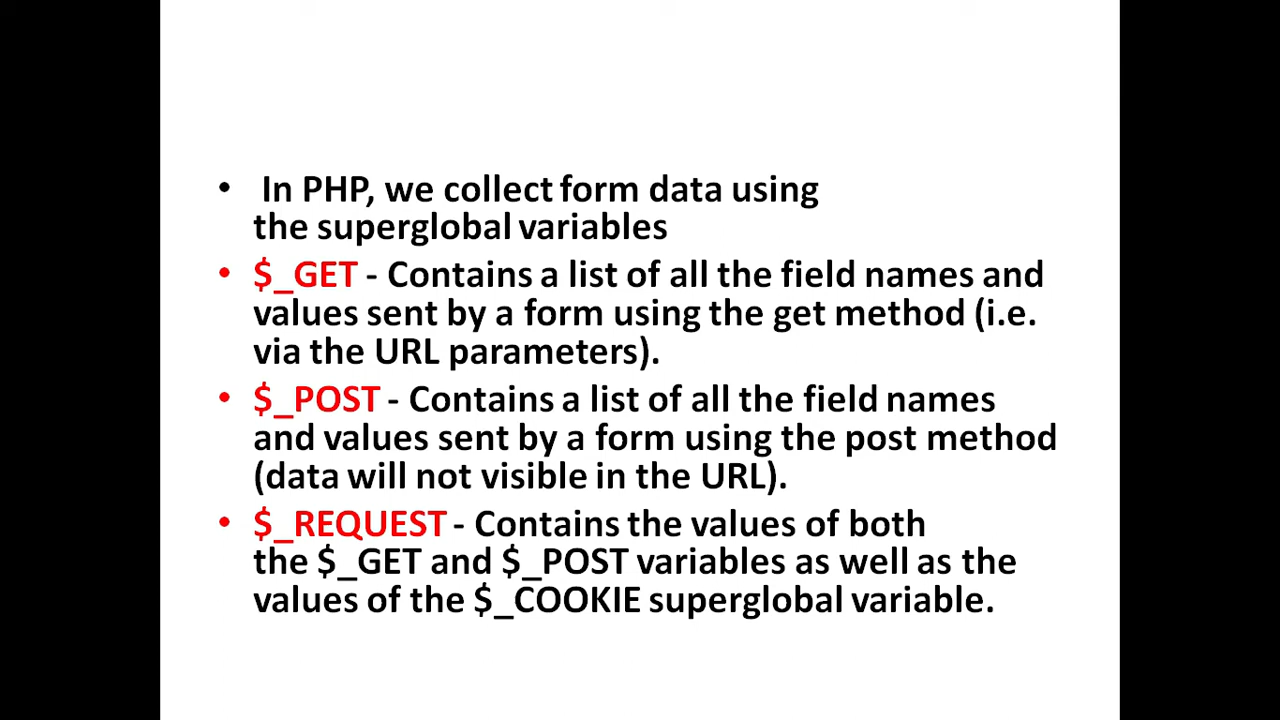 • In PHP, we collect form data using
the superglobal variables
• $_GET - Contains a list of all the field names and
values sent by a form using the get method (i.e.
via the URL parameters).
• $_POST - Contains a list of all the field names
and values sent by a form using the post method
(data will not visible in the URL).
• $_REQUEST - Contains the values of both
the $_GET and $_POST variables as well as the
values of the $_COOKIE superglobal variable.